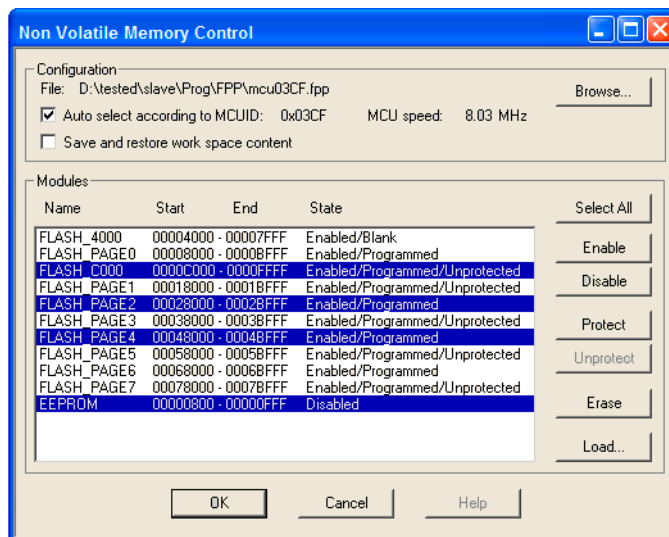 Non Volatile Memory Control
Configuration
File: D:\tested\slave\Prog\FPP\mcu03CF.fpp
Browse...
Auto select according to MCUID: 0x03CF MCU speed: 8.03 MHz
Save and restore work space content
Modules
Name Start End State
Select All
FLASH_4000 00004000 - 00007FFF Enabled/Blank
FLASH_PAGE0 00008000 - 0000BFFF Enabled/Programmed
FLASH_C000 0000C000 - 0000FFFF Enabled/Programmed/Unprotected
FLASH_PAGE1 00018000 - 0001BFFF Enabled/Programmed/Unprotected
FLASH_PAGE2 00028000 - 0002BFFF Enabled/Programmed
FLASH_PAGE3 00038000 - 0003BFFF Enabled/Programmed/Unprotected
FLASH_PAGE4 00048000 - 0004BFFF Enabled/Programmed
FLASH_PAGE5 00058000 - 0005BFFF Enabled/Programmed/Unprotected
FLASH_PAGE6 00068000 - 0006BFFF Enabled/Programmed
FLASH_PAGE7 00078000 - 0007BFFF Enabled/Programmed/Unprotected
EEPROM 00000800 - 00000FFF Disabled
Enable
Disable
Protect
Unprotect
Erase
Load...
OK Cancel Help